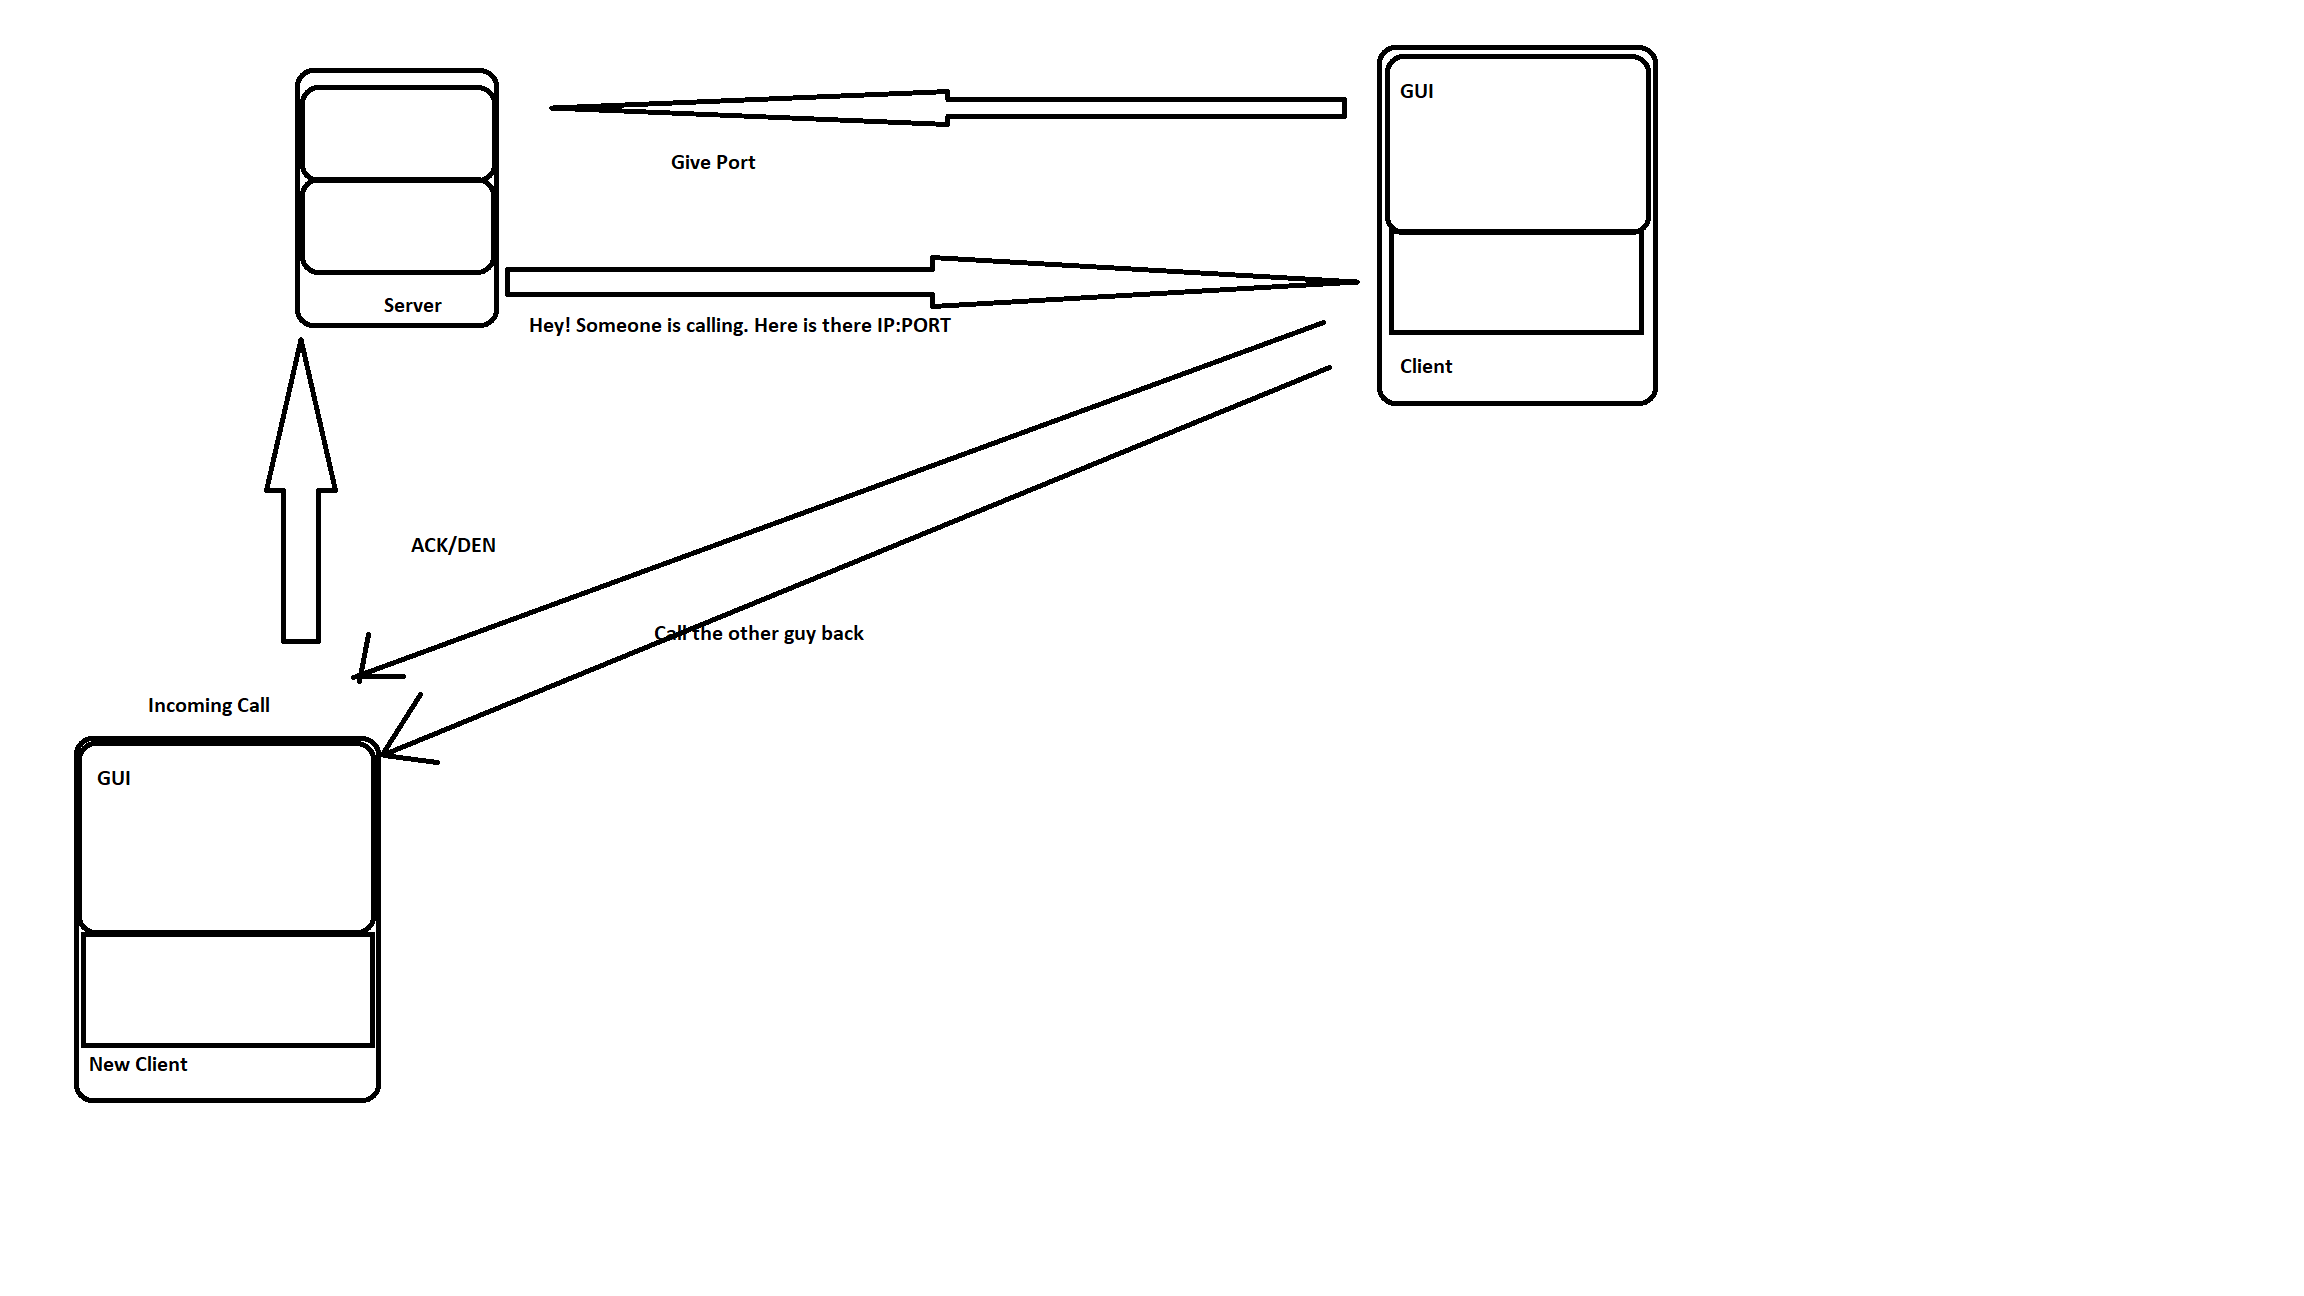 GUI
Give Port
Server
Hey! Someone is calling. Here is there IP:PORT
Client
ACK/DEN
Call the other guy back
Incoming Call
GUI
New Client